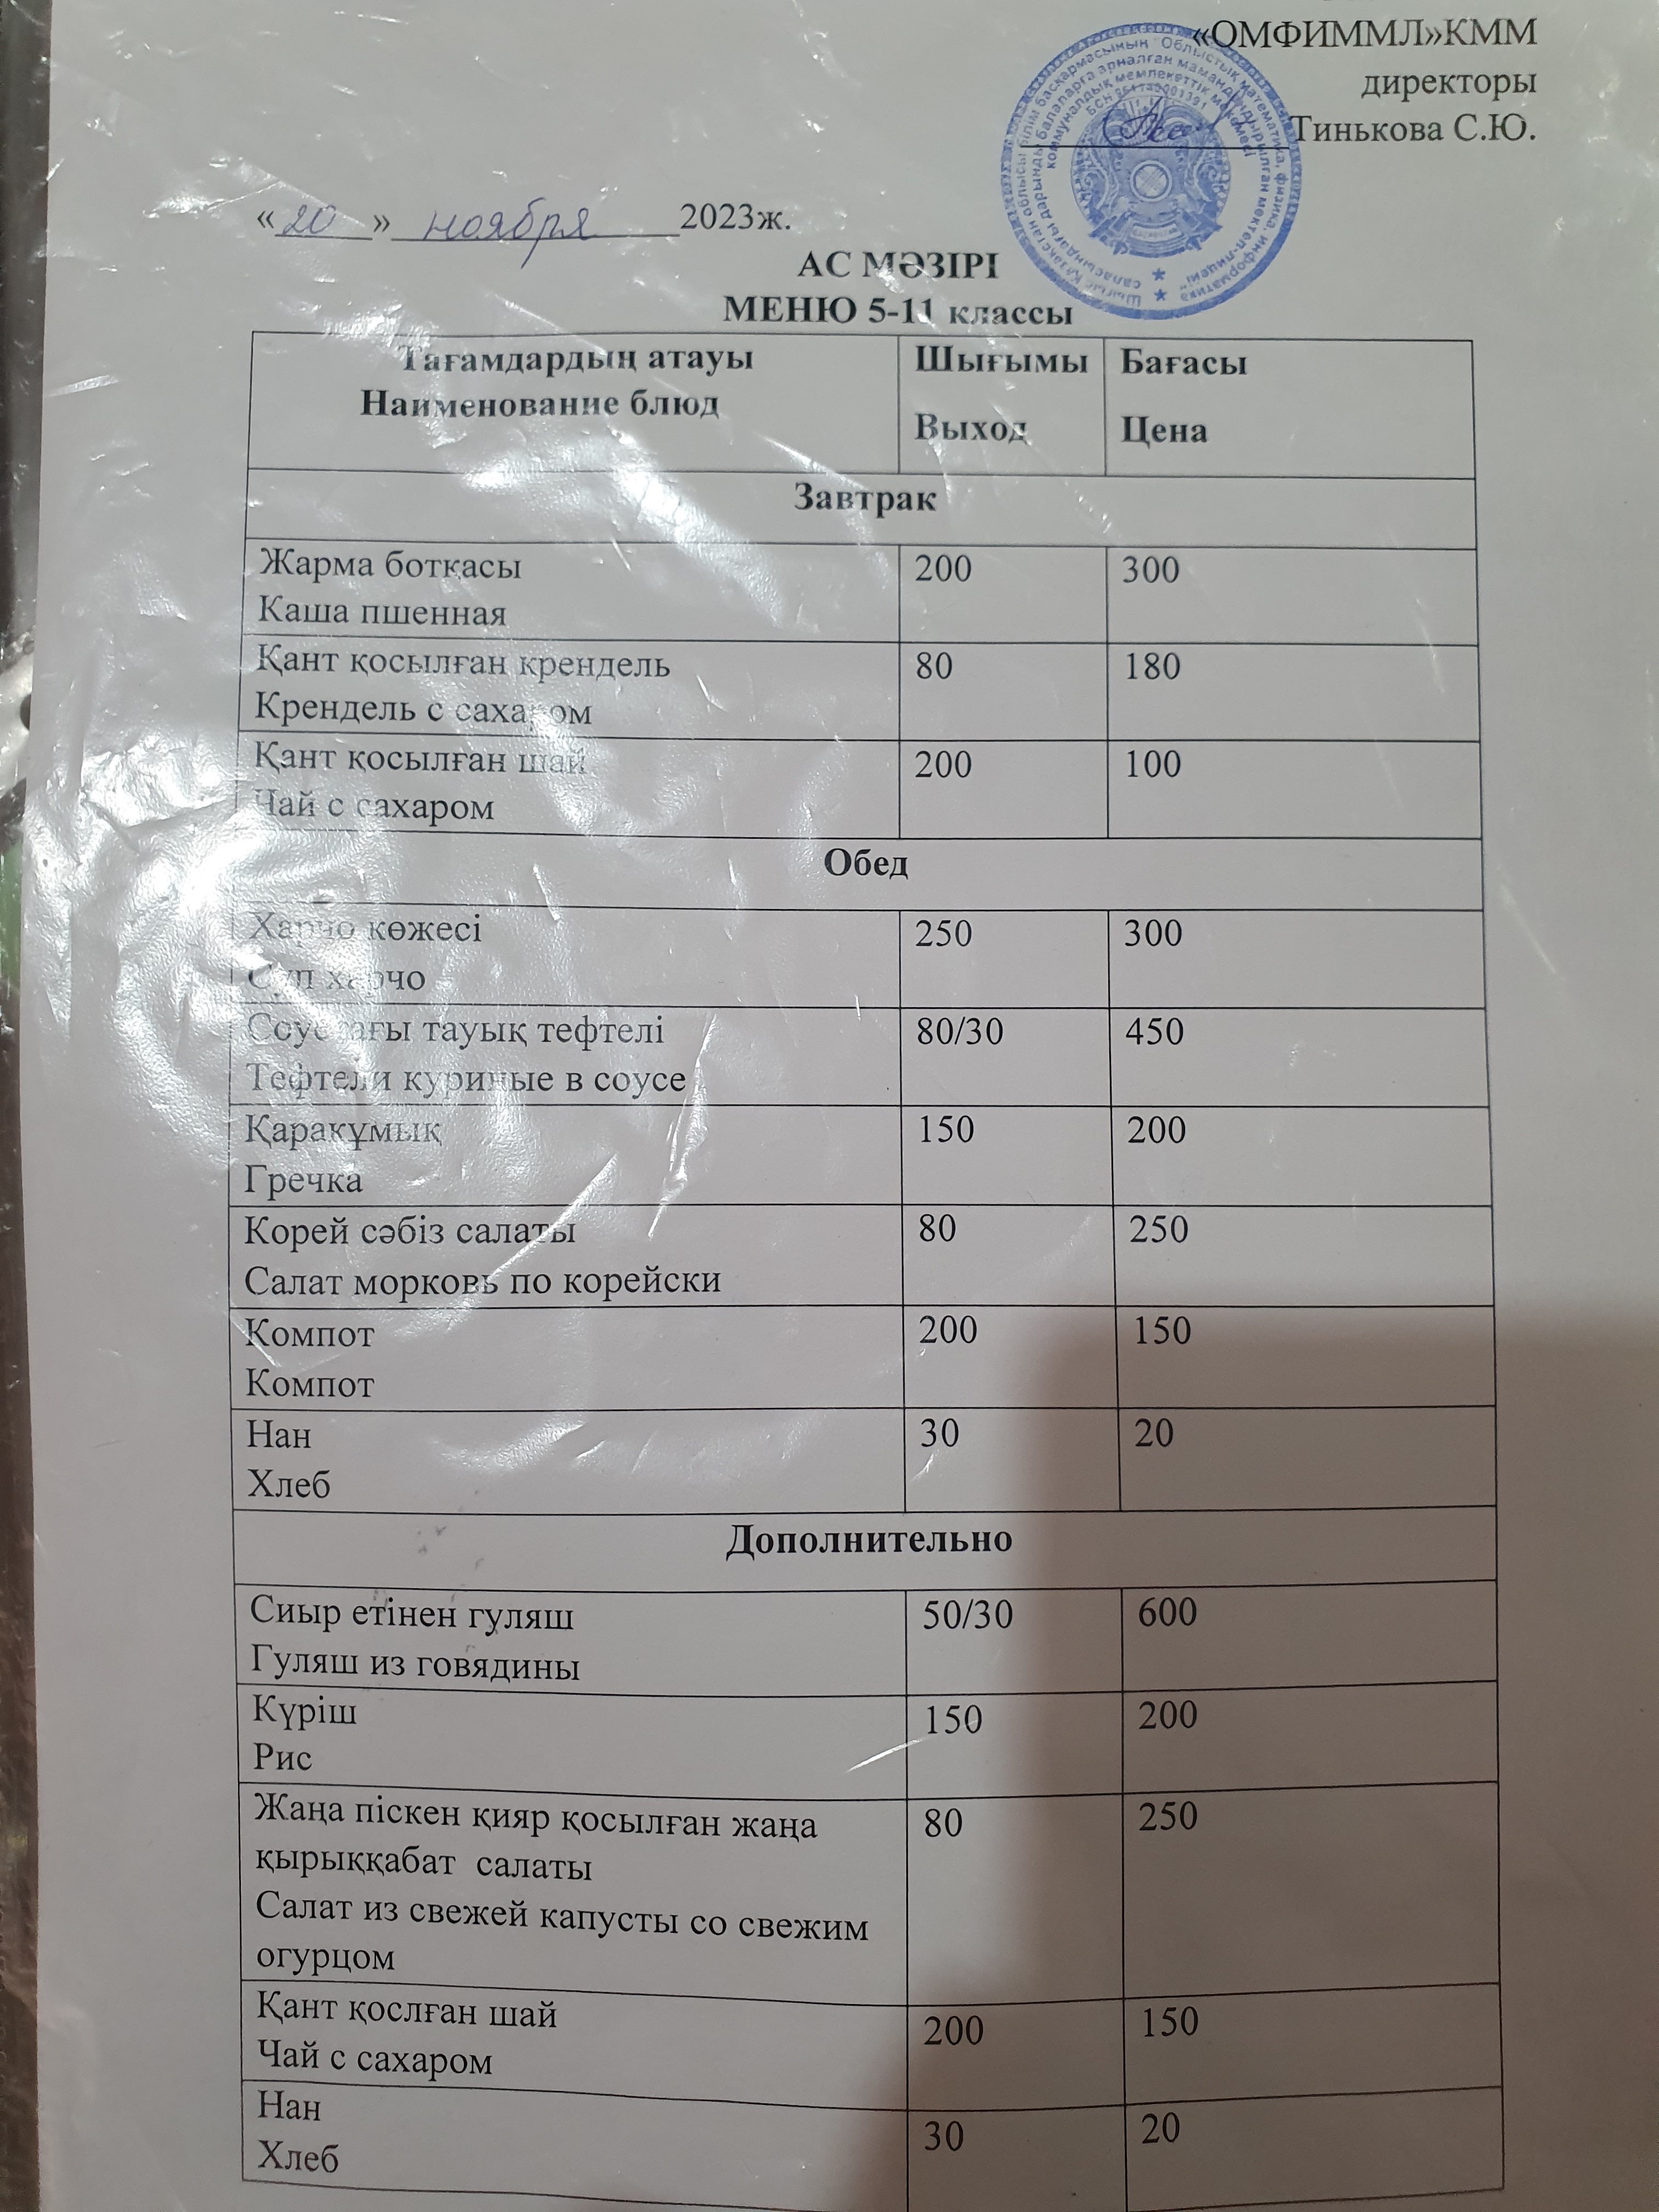 «ОМФИММЛ»КММ
директоры
Тинькова С.Ю.
«20» ноября 2023ж.
АС МӘЗІРІ
МЕНЮ 5-11 классы
Тағамдардың атауы
Наименование блюд
Шығымы
Выход
Бағасы
Цена
Завтрак
Жарма ботқасы
Каша пшенная
200
300
Қант қосылған крендель
Крендель с сахаром
80
180
Қант қосылған шай
Чай с сахаром
200
100
Обед
Харчо көжесі
Суп харчо
250
300
Соустағы тауық тефтелі
Тефтели куриные в соусе
80/30
450
Қарақұмық
Гречка
150
200
Корей сәбіз салаты
Салат морковь по корейски
80
250
Компот
Компот
200
150
Нан
Хлеб
30
20
Дополнительно
Сиыр етінен гуляш
Гуляш из говядины
50/30
600
Күріш
Рис
150
200
Жаңа піскен қияр қосылған жаңа
қырыққабат салаты
Салат из свежей капусты со свежим
огурцом
80
250
Қант қослған шай
Чай с сахаром
200
150
Нан
Хлеб
30
20